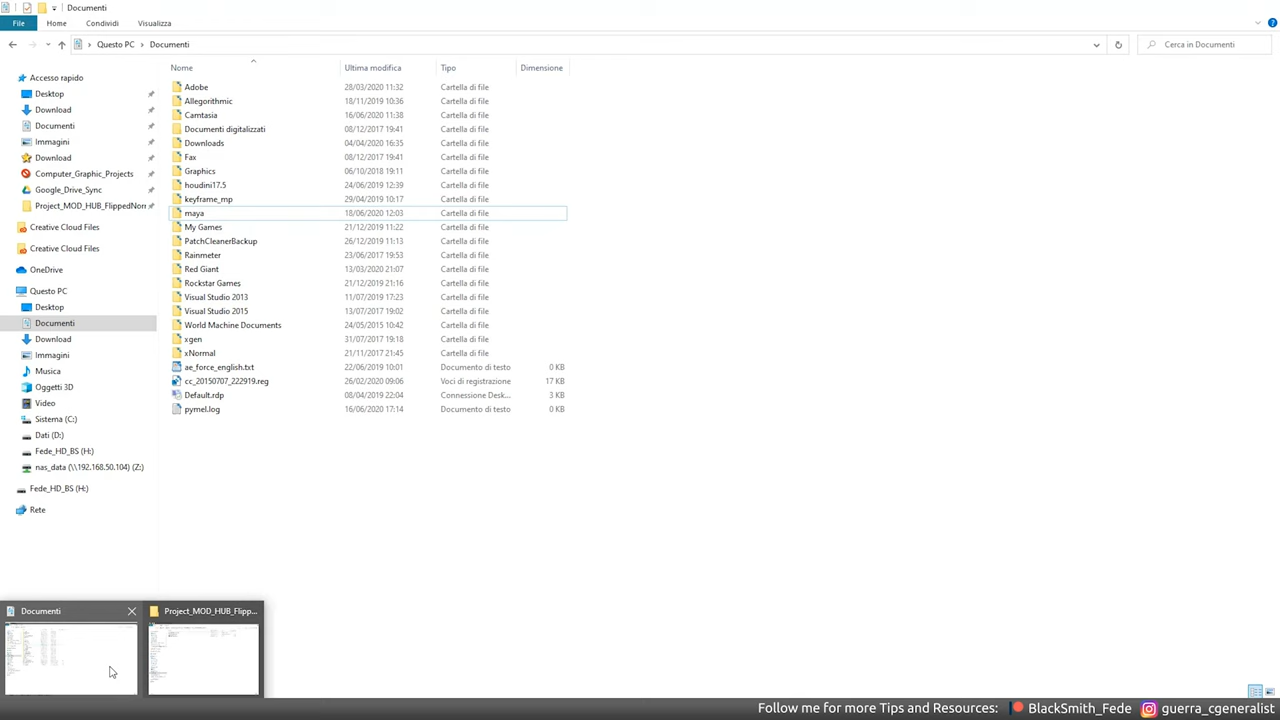 Documenti
File Home Condividi Visualizza
Questo PC > Documenti
Cerca in Documenti
Nome Ultima modifica Tipo Dimensione
Accesso rapido
Desktop
Download
Documenti
Immagini
Download
Computer_Graphic_Projects
Google_Drive_Sync
Project_MOD_HUB_FlippedNorr
Creative Cloud Files
Creative Cloud Files
OneDrive
Questo PC
Desktop
Documenti
Download
Immagini
Musica
Oggetti 3D
Video
Sistema (C:)
Dati (D:)
Fede_HD_BS (H:)
nas_data (\\192.168.50.104) (Z:)
Fede_HD_BS (H:)
Rete
Adobe 28/03/2020 11:32 Cartella di file
Allegorithmic 18/11/2019 10:36 Cartella di file
Camtasia 16/06/2020 11:38 Cartella di file
Documenti digitalizzati 08/12/2017 19:41 Cartella di file
Downloads 04/04/2020 16:35 Cartella di file
Fax 08/12/2017 19:41 Cartella di file
Graphics 06/10/2018 19:11 Cartella di file
houdini17.5 24/06/2019 12:39 Cartella di file
keyframe_mp 29/04/2019 10:17 Cartella di file
maya 18/06/2020 12:03 Cartella di file
My Games 21/12/2019 11:22 Cartella di file
PatchCleanerBackup 26/12/2019 11:13 Cartella di file
Rainmeter 23/06/2017 19:53 Cartella di file
Red Giant 13/03/2020 21:07 Cartella di file
Rockstar Games 21/12/2019 21:16 Cartella di file
Visual Studio 2013 11/07/2019 17:23 Cartella di file
Visual Studio 2015 13/07/2017 19:02 Cartella di file
World Machine Documents 24/05/2015 10:42 Cartella di file
xgen 31/07/2017 19:18 Cartella di file
xNormal 21/11/2017 21:45 Cartella di file
ae_force_english.txt 22/06/2019 10:01 Documento di testo 0 KB
cc_20150707_222919.reg 26/02/2020 09:06 Voci di registrazione 17 KB
Default.rdp 08/04/2019 22:04 Connessione Desk... 3 KB
pymel.log 16/06/2020 17:14 Documento di testo 0 KB
Documenti
Project_MOD_HUB_Flipp...
Follow me for more Tips and Resources: BlackSmith_Fede guerra_cgeneralist